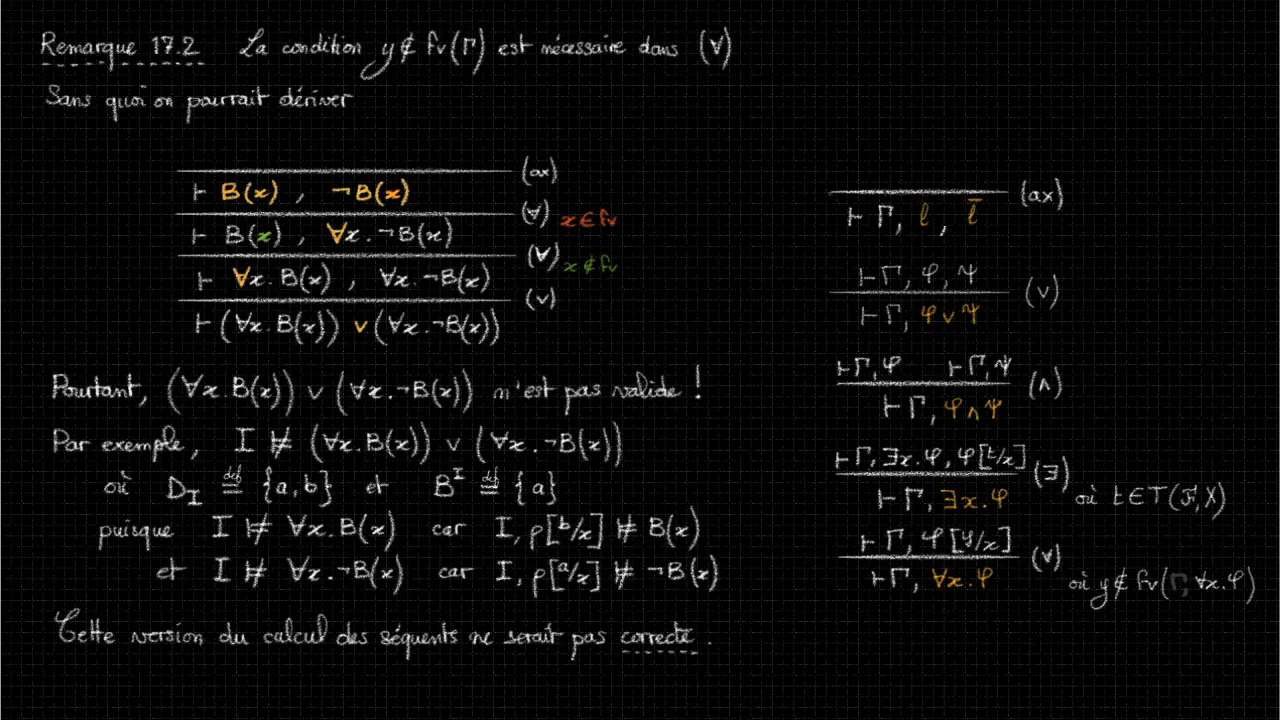 Remarque 17.2 La condition y ∉ fv(Γ) est nécessaire dans (∀)
Sans quoi on pourrait dériver
(ax)
⊢ B(x) , ¬B(x)
(∀) x ∈ fv
⊢ B(x) , ∀x.¬B(x)
(∀) x ∉ fv
⊢ ∀x.B(x) , ∀x.¬B(x)
(∨)
⊢ (∀x.B(x)) ∨ (∀x.¬B(x))
Pourtant, (∀x.B(x)) ∨ (∀x.¬B(x)) n'est pas valide !
Par exemple, I ⊭ (∀x.B(x)) ∨ (∀x.¬B(x))
où D_I ≝ {a,b} et B^I ≝ {a}
puisque I ⊭ ∀x.B(x) car I, ρ[b/x] ⊭ B(x)
et I ⊭ ∀x.¬B(x) car I, ρ[a/x] ⊭ ¬B(x)
Cette version du calcul des séquents ne serait pas correcte.
(ax)
⊢ Γ, l , l̄
⊢ Γ, φ, ψ
(∨)
⊢ Γ, φ ∨ ψ
⊢ Γ, φ ⊢ Γ, ψ
(∧)
⊢ Γ, φ ∧ ψ
⊢ Γ, ∃x.φ, φ[t/x]
(∃)
⊢ Γ, ∃x.φ où t ∈ T(F,X)
⊢ Γ, φ[y/x]
(∀)
⊢ Γ, ∀x.φ où y ∉ fv(Γ, ∀x.φ)